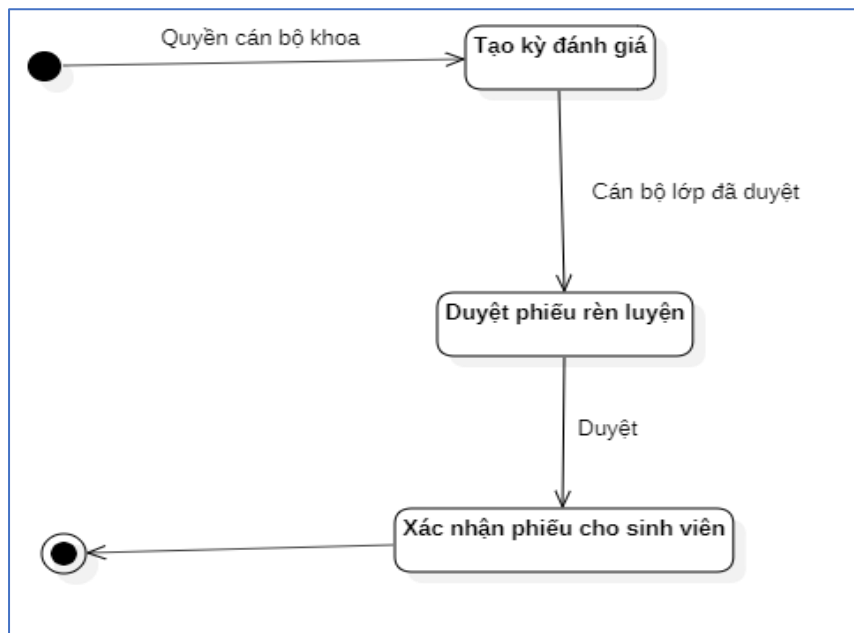 Quyền cán bộ khoa
Tạo kỳ đánh giá
Cán bộ lớp đã duyệt
Duyệt phiếu rèn luyện
Duyệt
Xác nhận phiếu cho sinh viên